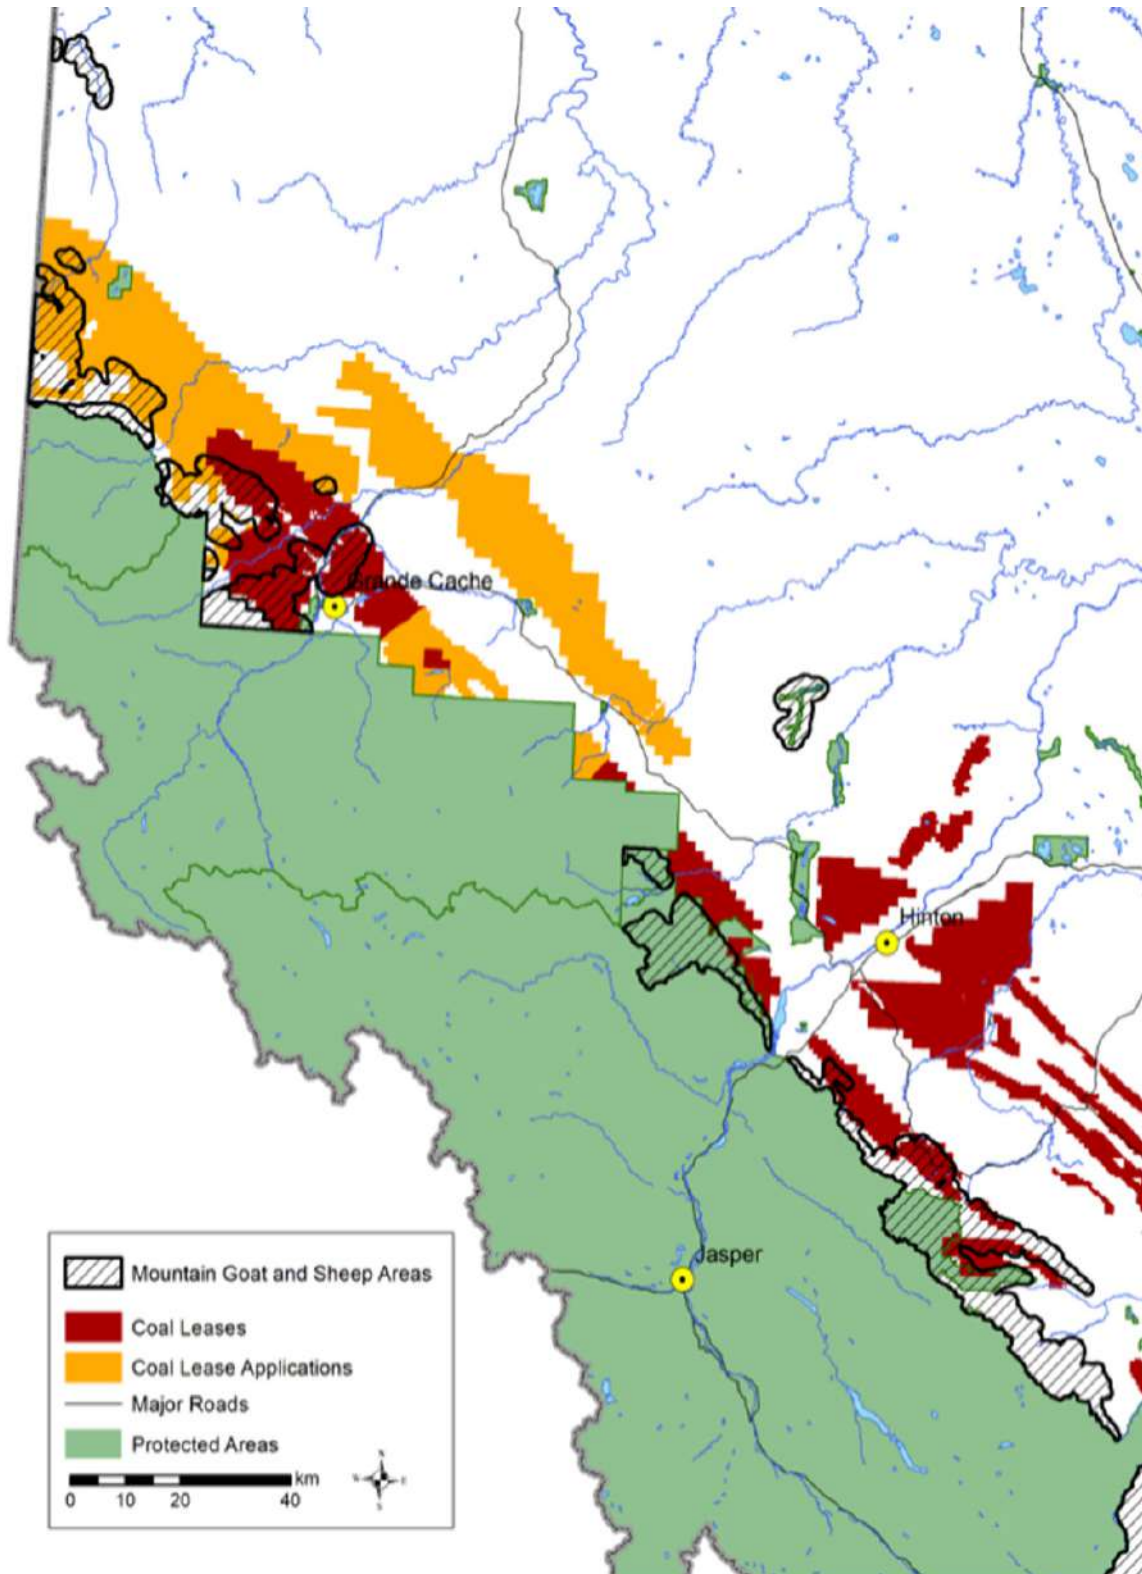 Grande Cache
Hinton
Jasper
Mountain Goat and Sheep Areas
Coal Leases
Coal Lease Applications
Major Roads
Protected Areas
km
0 10 20 40
N
W E
S